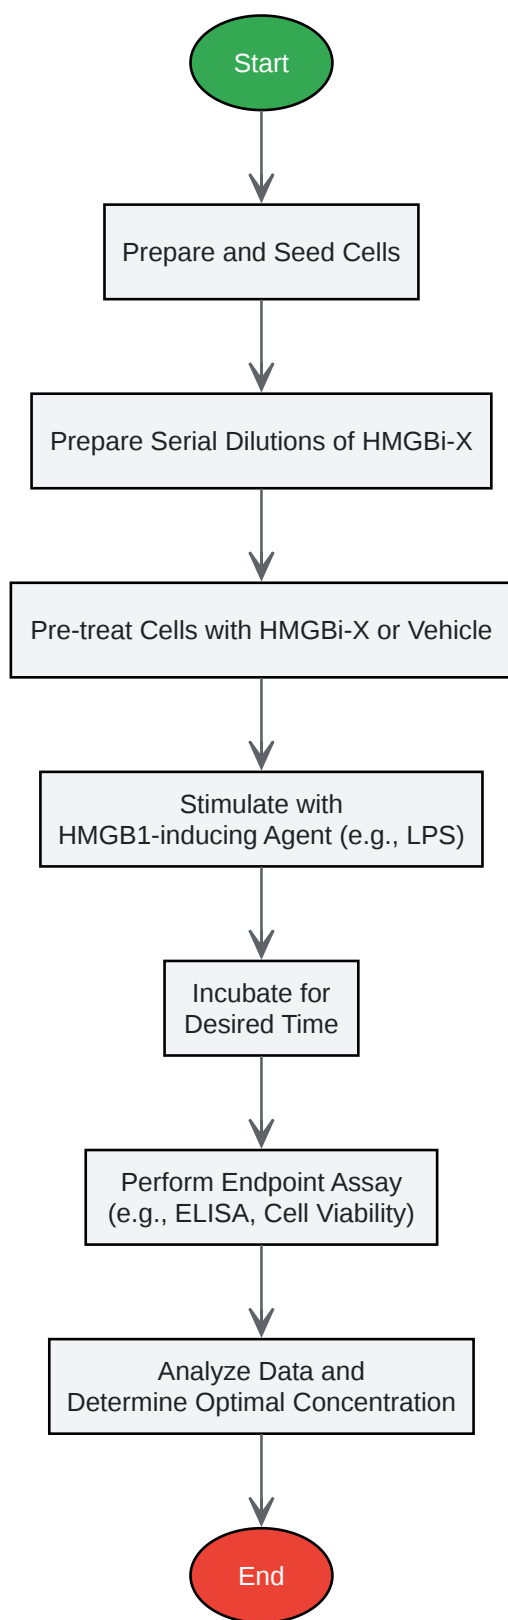 Start
Prepare and Seed Cells
Prepare Serial Dilutions of HMGBi-X
Pre-treat Cells with HMGBi-X or Vehicle
Stimulate with
HMGB1-inducing Agent (e.g., LPS)
Incubate for
Desired Time
Perform Endpoint Assay
(e.g., ELISA, Cell Viability)
Analyze Data and
Determine Optimal Concentration
End